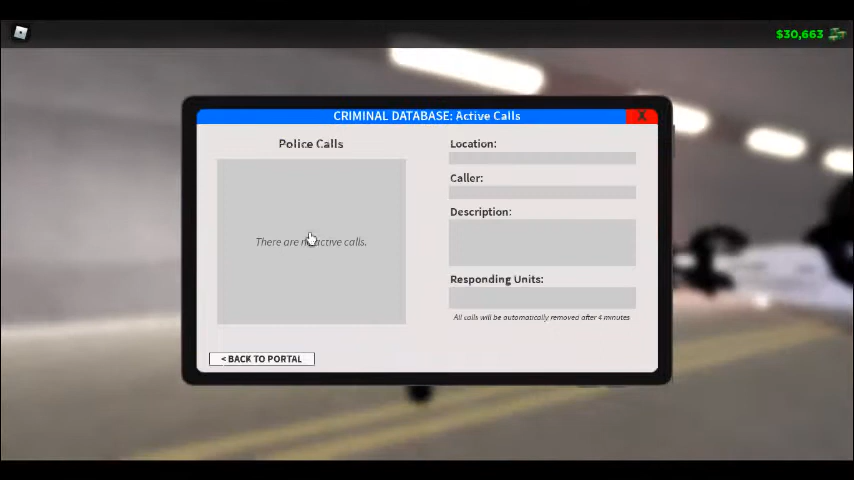 $30,663
CRIMINAL DATABASE: Active Calls
X
Police Calls
There are no active calls.
Location:
Caller:
Description:
Responding Units:
All calls will be automatically removed after 4 minutes
< BACK TO PORTAL